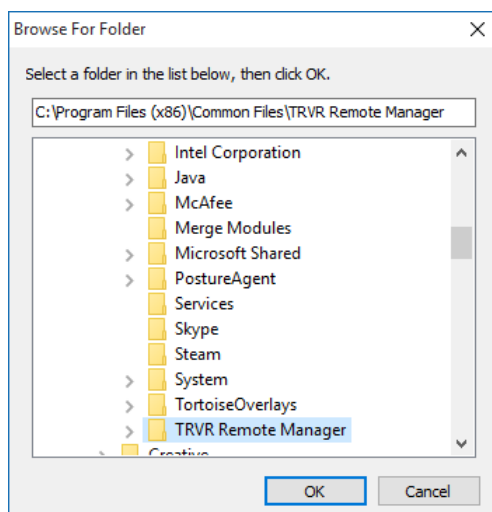 Browse For Folder
Select a folder in the list below, then click OK.
C:\Program Files (x86)\Common Files\TRVR Remote Manager
Intel Corporation
Java
McAfee
Merge Modules
Microsoft Shared
PostureAgent
Services
Skype
Steam
System
TortoiseOverlays
TRVR Remote Manager
Creative
OK
Cancel